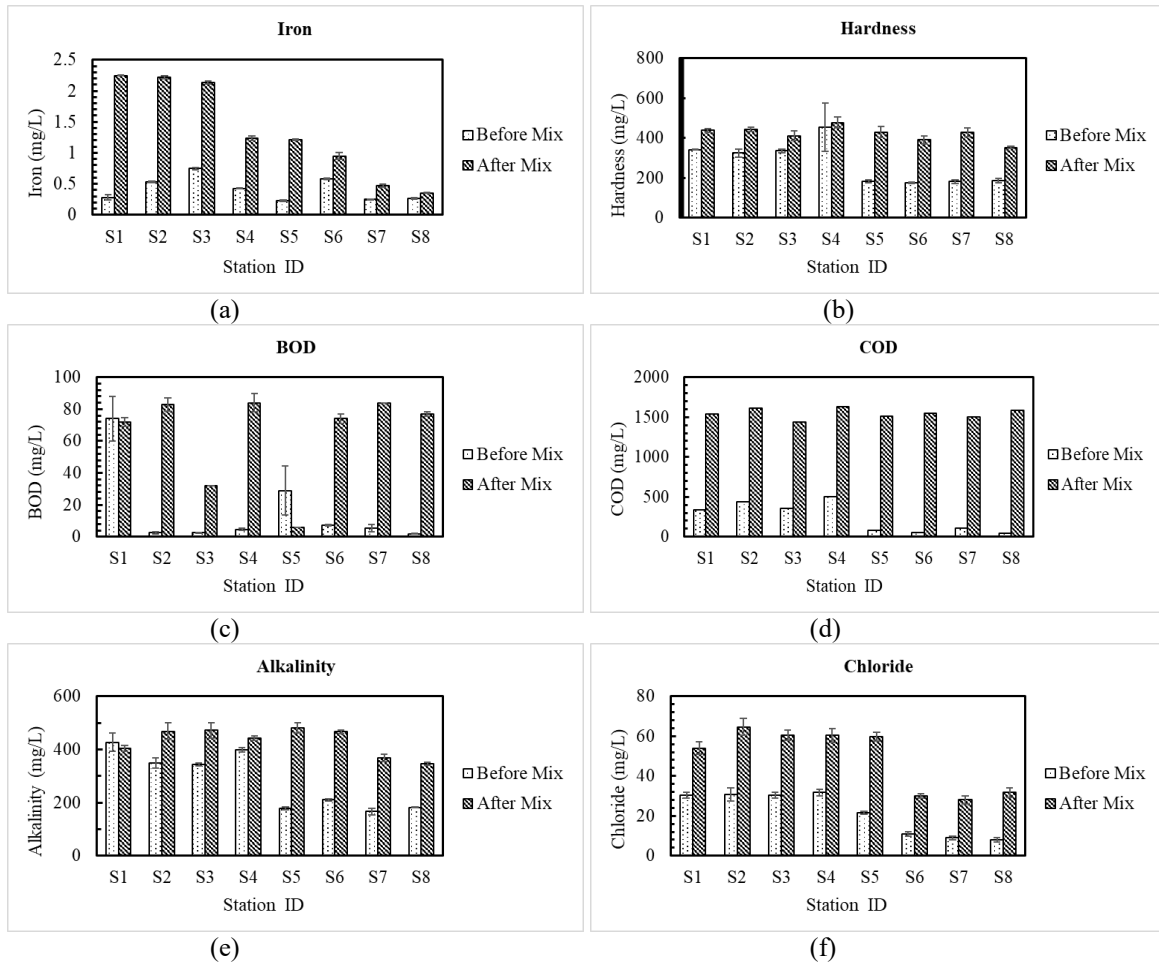 Iron
2.5
2
1.5
1
0.5
0
Iron (mg/L)
S1 S2 S3 S4 S5 S6 S7 S8
Station ID
Before Mix
After Mix
(a)
Hardness
800
600
400
200
0
Hardness (mg/L)
S1 S2 S3 S4 S5 S6 S7 S8
Station ID
Before Mix
After Mix
(b)
BOD
100
80
60
40
20
0
BOD (mg/L)
S1 S2 S3 S4 S5 S6 S7 S8
Station ID
Before Mix
After Mix
(c)
COD
2000
1500
1000
500
0
COD (mg/L)
S1 S2 S3 S4 S5 S6 S7 S8
Station ID
Before Mix
After Mix
(d)
Alkalinity
600
400
200
0
Alkalinity (mg/L)
S1 S2 S3 S4 S5 S6 S7 S8
Station ID
Before Mix
After Mix
(e)
Chloride
80
60
40
20
0
Chloride (mg/L)
S1 S2 S3 S4 S5 S6 S7 S8
Station ID
Before Mix
After Mix
(f)